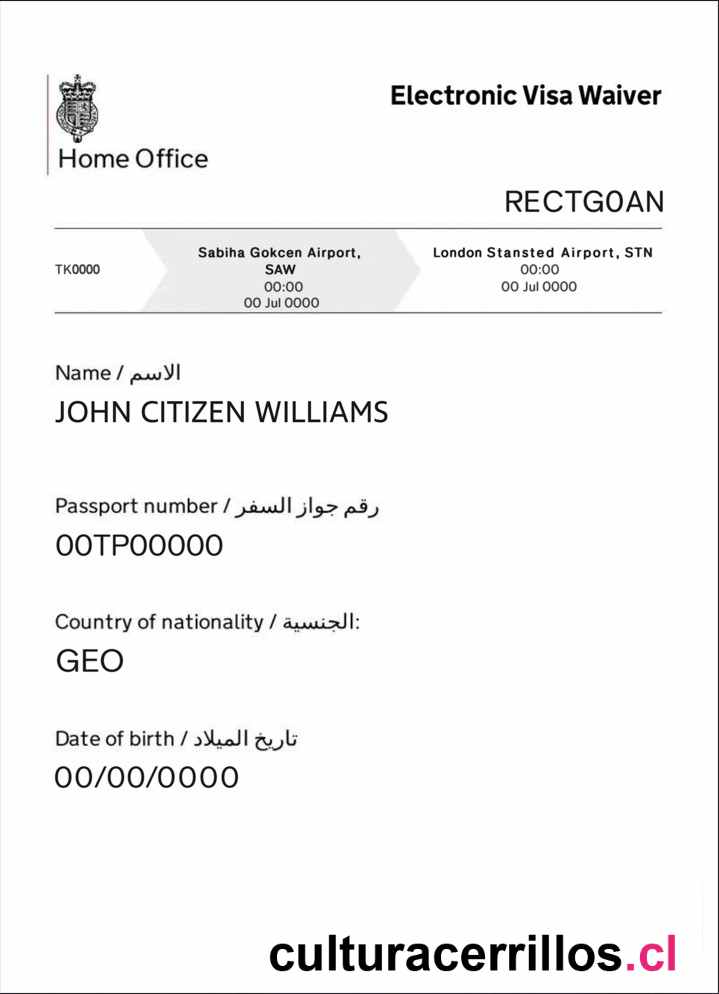 Electronic Visa Waiver
Home Office
RECTG0AN
TK0000
Sabiha Gokcen Airport,
SAW
00:00
00 Jul 0000
London Stansted Airport, STN
00:00
00 Jul 0000
Name / الاسم
JOHN CITIZEN WILLIAMS
Passport number / رقم جواز السفر
00TP00000
Country of nationality / الجنسية:
GEO
Date of birth / تاريخ الميلاد
00/00/0000
culturacerrillos.cl